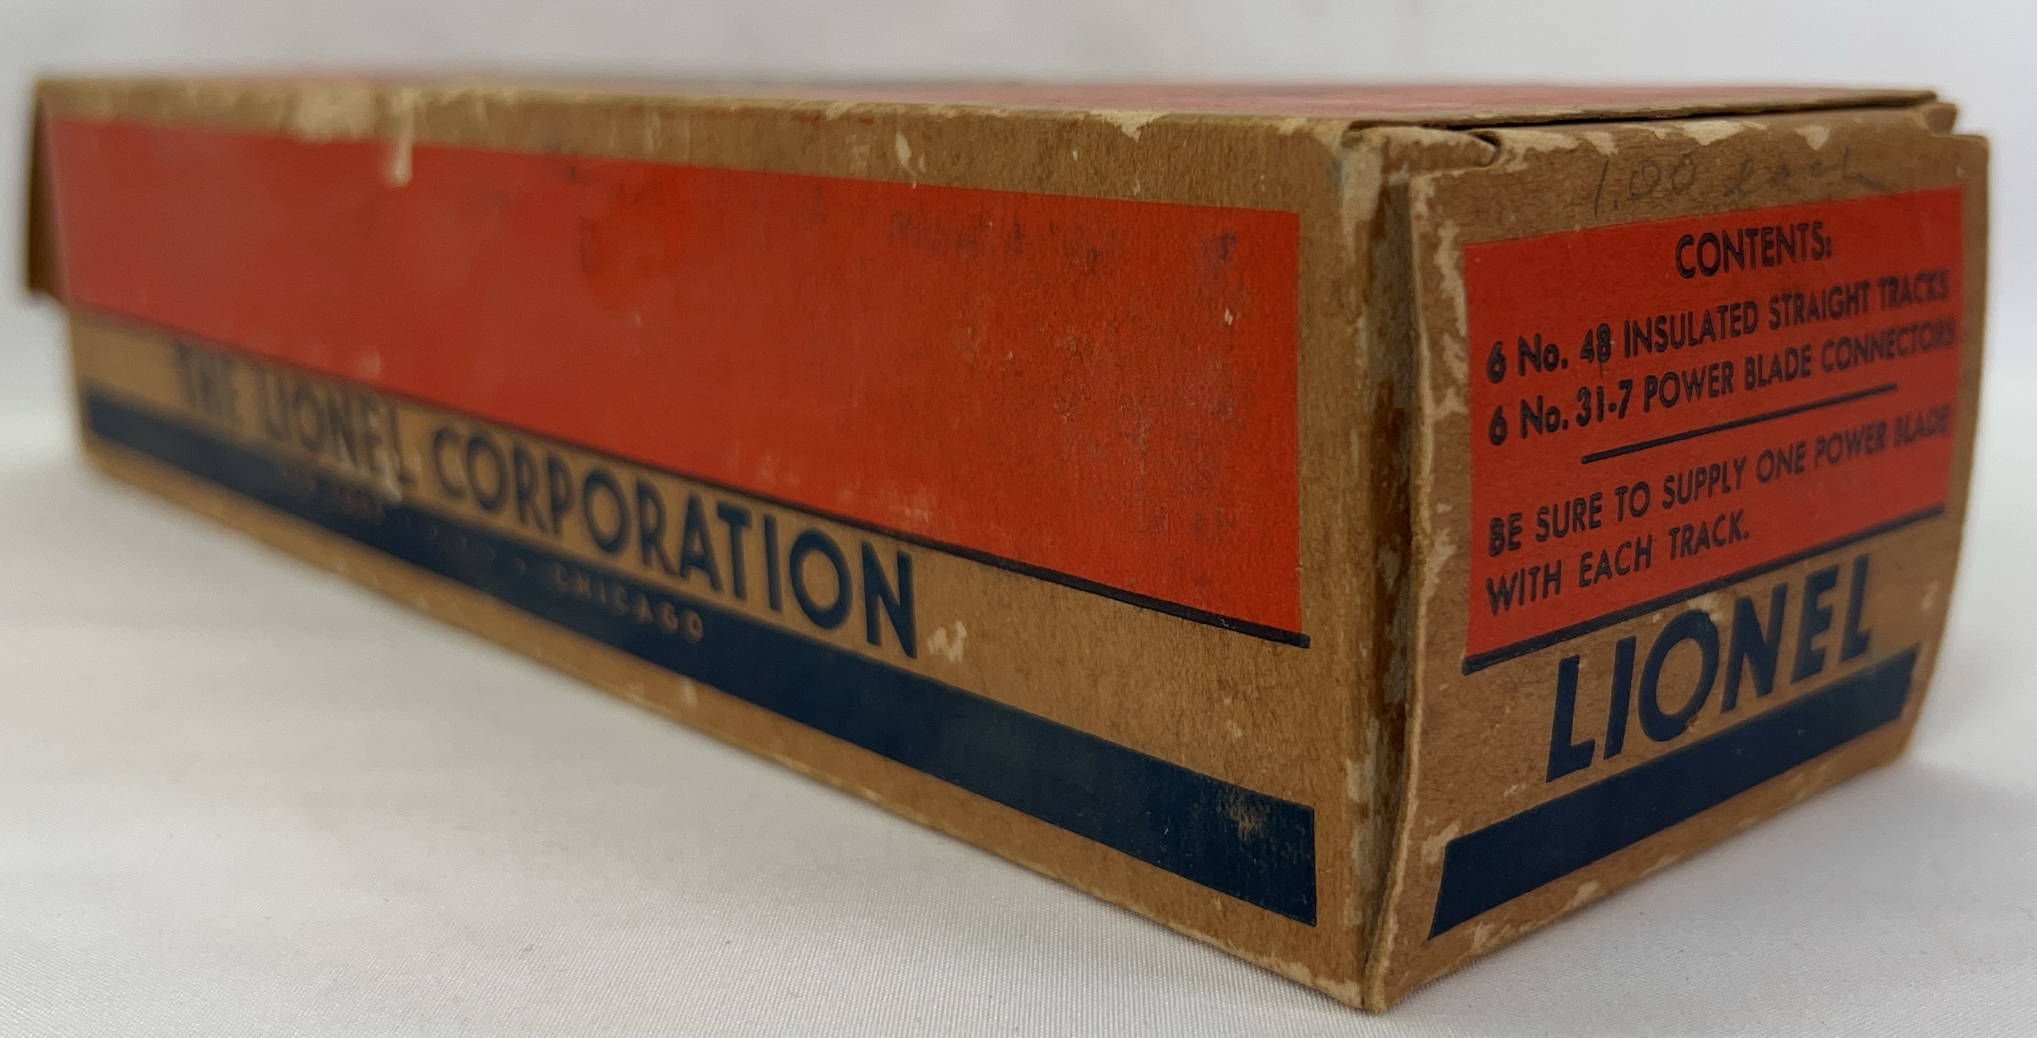 THE LIONEL CORPORATION
CHICAGO
1.00 each
CONTENTS:
6 No. 48 INSULATED STRAIGHT TRACKS
6 No. 31-7 POWER BLADE CONNECTORS
BE SURE TO SUPPLY ONE POWER BLADE
WITH EACH TRACK.
LIONEL